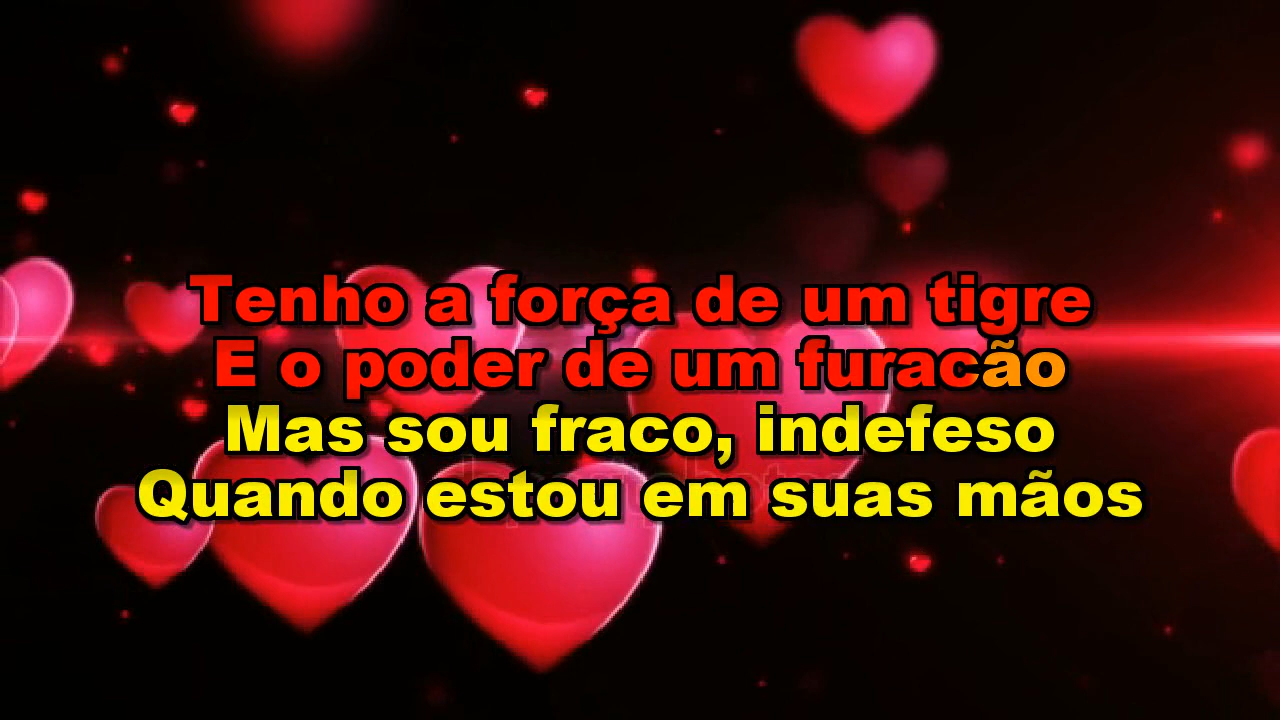 Tenho a força de um tigre
E o poder de um furacão
Mas sou fraco, indefeso
Quando estou em suas mãos